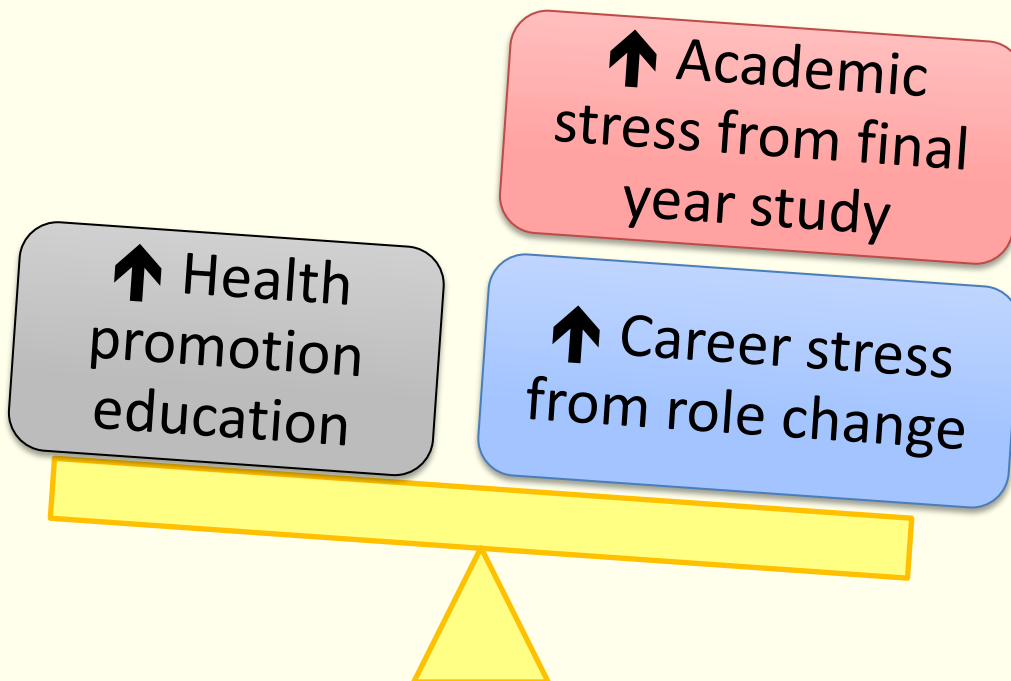 ⬆ Academic
stress from final
year study
⬆ Health
promotion
education
⬆ Career stress
from role change